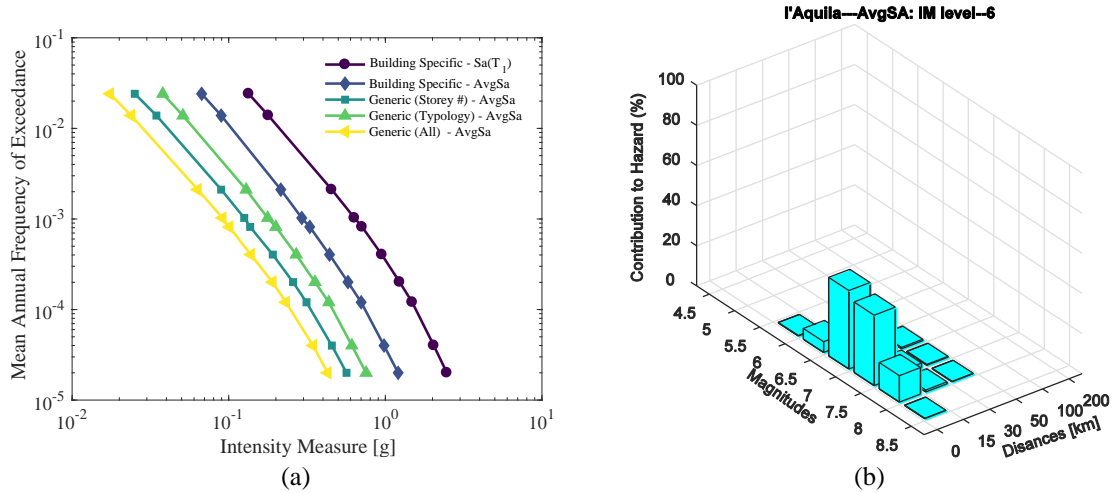 10^-1
10^-2
10^-3
10^-4
10^-5
Mean Annual Frequency of Exceedance
Building Specific - Sa(T_1)
Building Specific - AvgSa
Generic (Storey #) - AvgSa
Generic (Typology) - AvgSa
Generic (All) - AvgSa
10^-2
10^-1
10^0
10^1
Intensity Measure [g]
(a)
l'Aquila---AvgSA: IM level--6
100
80
60
40
20
0
Contribution to Hazard (%)
4.5
5
5.5
6
6.5
7
7.5
8
8.5
Magnitudes
0
15
30
50
100
200
Disances [km]
(b)